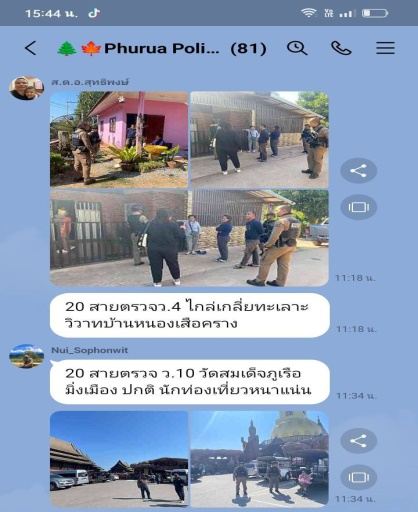 15:44 น.
Phurua Poli... (81)
ส.ต.อ.สุทธิพงษ์
11:18 น.
20 สายตรวจว.4 ไกล่เกลี่ยทะเลาะ
วิวาทบ้านหนองเสือคราง
11:18 น.
Nui_Sophonwit
20 สายตรวจ ว.10 วัดสมเด็จภูเรือ
มิ่งเมือง ปกติ นักท่องเที่ยวหนาแน่น
11:34 น.
11:34 น.